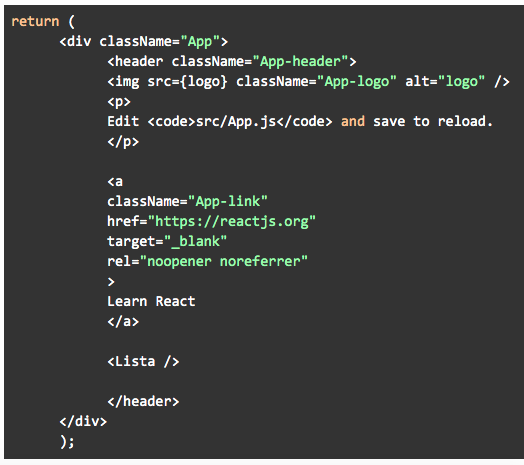 return (
<div className="App">
<header className="App-header">
<img src={logo} className="App-logo" alt="logo" />
<p>
Edit <code>src/App.js</code> and save to reload.
</p>
<a
className="App-link"
href="https://reactjs.org"
target="_blank"
rel="noopener noreferrer"
>
Learn React
</a>
<Lista />
</header>
</div>
);